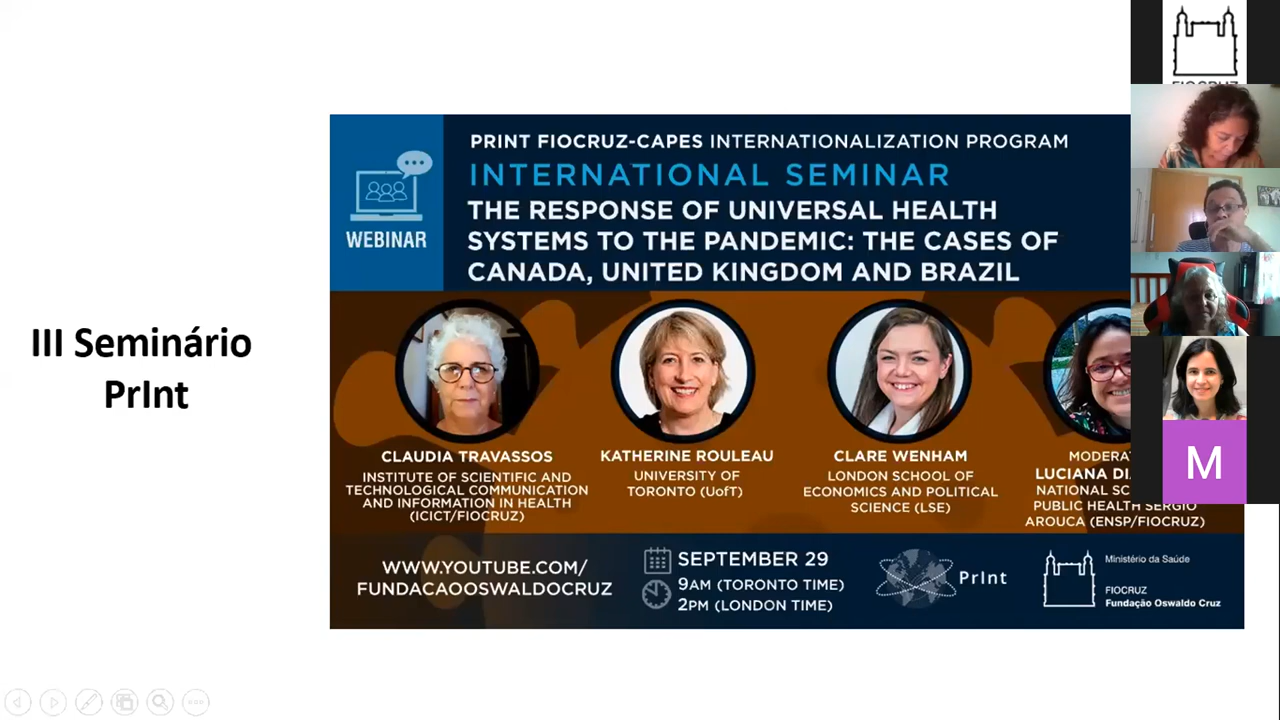 FIOCRUZ
III Seminário
PrInt
PRINT FIOCRUZ-CAPES INTERNATIONALIZATION PROGRAM
INTERNATIONAL SEMINAR
THE RESPONSE OF UNIVERSAL HEALTH
SYSTEMS TO THE PANDEMIC: THE CASES OF
CANADA, UNITED KINGDOM AND BRAZIL
WEBINAR
CLAUDIA TRAVASSOS
INSTITUTE OF SCIENTIFIC AND
TECHNOLOGICAL COMMUNICATION
AND INFORMATION IN HEALTH
(ICICT/FIOCRUZ)
KATHERINE ROULEAU
UNIVERSITY OF
TORONTO (UofT)
CLARE WENHAM
LONDON SCHOOL OF
ECONOMICS AND POLITICAL
SCIENCE (LSE)
LUCIANA
NATIONAL
PUBLIC HEALTH SERGIO
AROUCA (ENSP/FIOCRUZ)
M
WWW.YOUTUBE.COM/
FUNDACAOOSWALDOCRUZ
SEPTEMBER 29
9AM (TORONTO TIME)
2PM (LONDON TIME)
PrInt
Ministério da Saúde
FIOCRUZ
Fundação Oswaldo Cruz